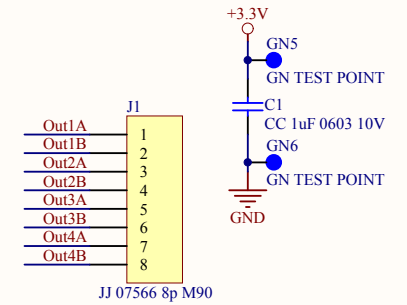 +3.3V
GN5
GN TEST POINT
C1
CC 1uF 0603 10V
GN6
GN TEST POINT
GND
J1
Out1A 1
Out1B 2
Out2A 3
Out2B 4
Out3A 5
Out3B 6
Out4A 7
Out4B 8
JJ 07566 8p M90